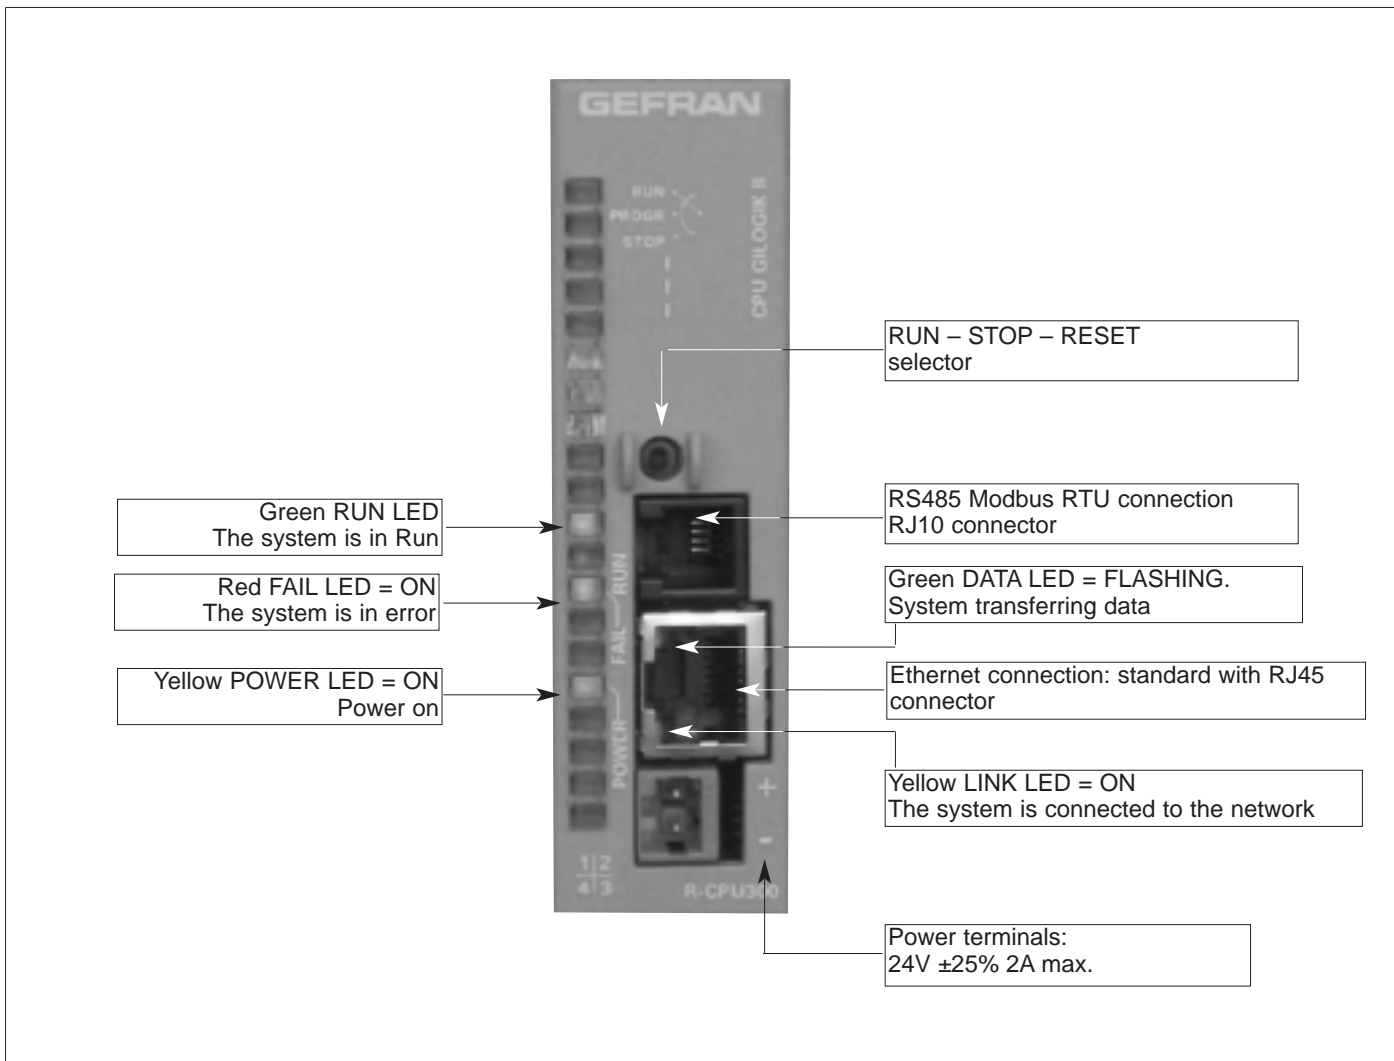 GEFRAN
RUN
PROGR
STOP
CPU GILOGIK II
RUN – STOP – RESET
selector
Green RUN LED
The system is in Run
RS485 Modbus RTU connection
RJ10 connector
Red FAIL LED = ON
The system is in error
Green DATA LED = FLASHING.
System transferring data
FAIL
RUN
Yellow POWER LED = ON
Power on
Ethernet connection: standard with RJ45
connector
POWER
Yellow LINK LED = ON
The system is connected to the network
+
-
1 2
4 3
R-CPU300
Power terminals:
24V ±25% 2A max.